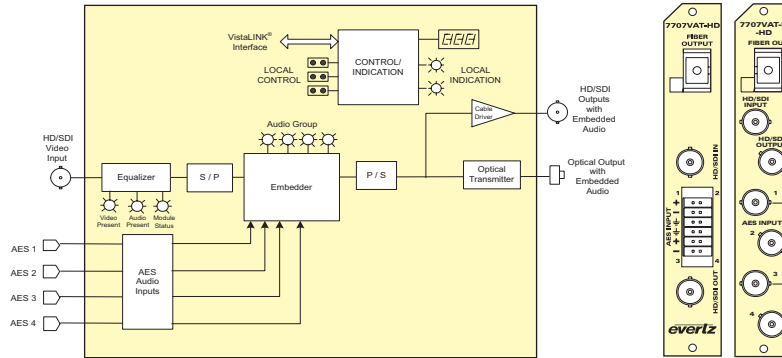 VistaLINK®
Interface
LOCAL
CONTROL
CONTROL/
INDICATION
LOCAL
INDICATION
HD/SDI
Video
Input
Audio Group
Cable
Driver
HD/SDI
Outputs
with
Embedded
Audio
Equalizer
S / P
Embedder
P / S
Optical
Transmitter
Optical Output
with
Embedded
Audio
Video
Present
Audio
Present
Module
Status
AES 1
AES 2
AES 3
AES 4
AES
Audio
Inputs
7707VAT-HD
FIBER
OUTPUT
HD/SDI IN
1 2
+
-
+
-
AES INPUT
3 4
HD/SDI OUT
evertz
-HD
FIBER OU
HD/SDI
INPUT
HD/SD
OUTPU
1
AES INPUT
2
3
4